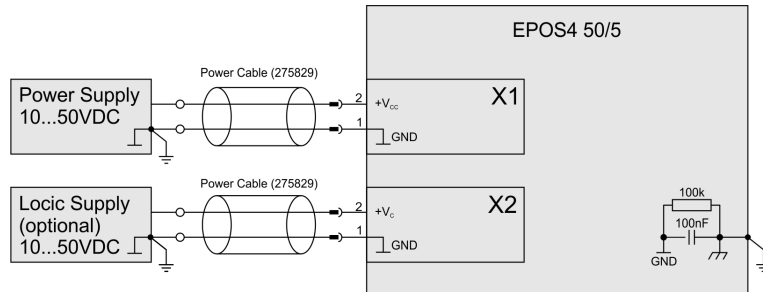 EPOS4 50/5
Power Cable (275829)
Power Supply
10...50VDC
2
+Vcc
X1
1
GND
Power Cable (275829)
Locic Supply
(optional)
10...50VDC
2
+Vc
X2
1
GND
100k
100nF
GND